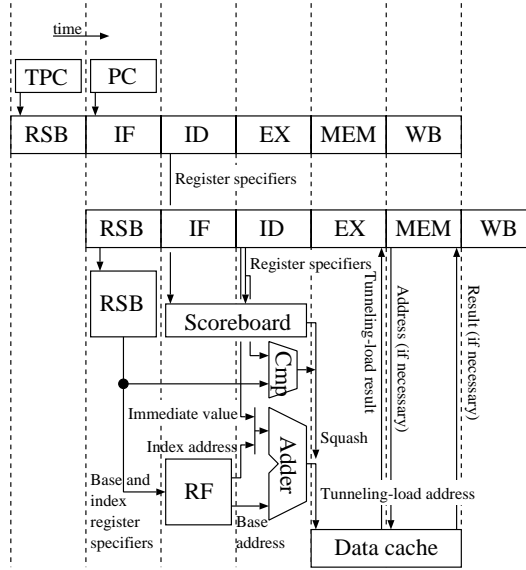 time
TPC PC
RSB IF ID EX MEM WB
Register specifiers
RSB IF ID EX MEM WB
Register specifiers
RSB
Scoreboard
Cmp
Tunneling-load result
Address (if necessary)
Result (if necessary)
Immediate value
Index address
Adder
Squash
Base and
index
register
specifiers
RF
Base
address
Tunneling-load address
Data cache